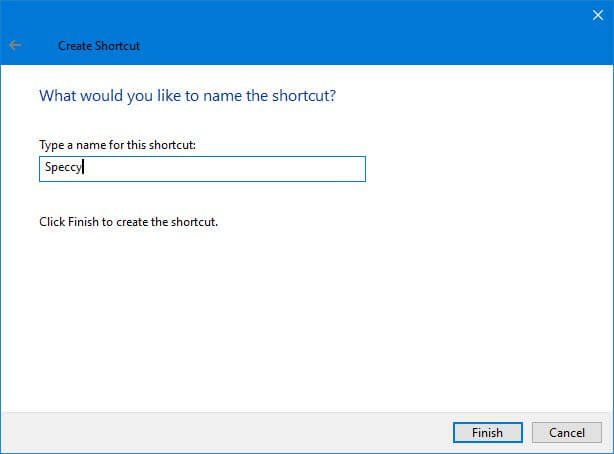 Create Shortcut
What would you like to name the shortcut?
Type a name for this shortcut:
Speccy
Click Finish to create the shortcut.
Finish Cancel